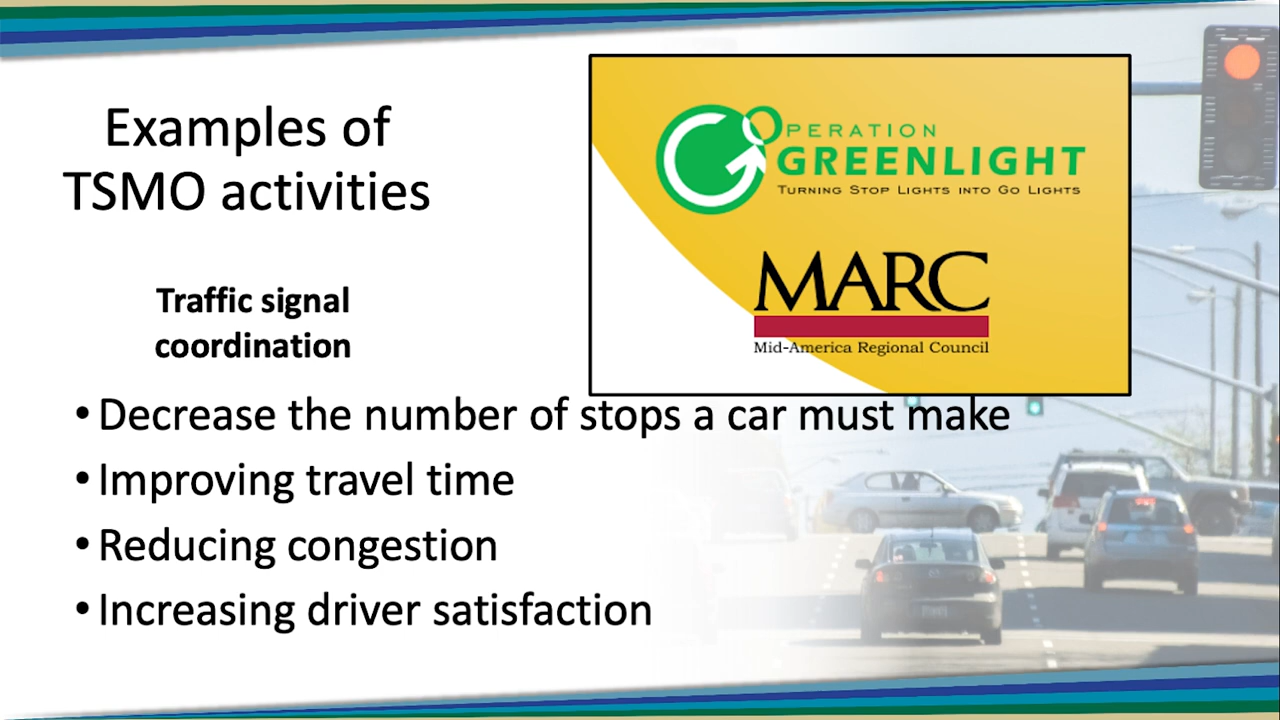 Examples of
TSMO activities
OPERATION
GREENLIGHT
TURNING STOP LIGHTS INTO GO LIGHTS
MARC
Mid-America Regional Council
Traffic signal
coordination
• Decrease the number of stops a car must make
• Improving travel time
• Reducing congestion
• Increasing driver satisfaction